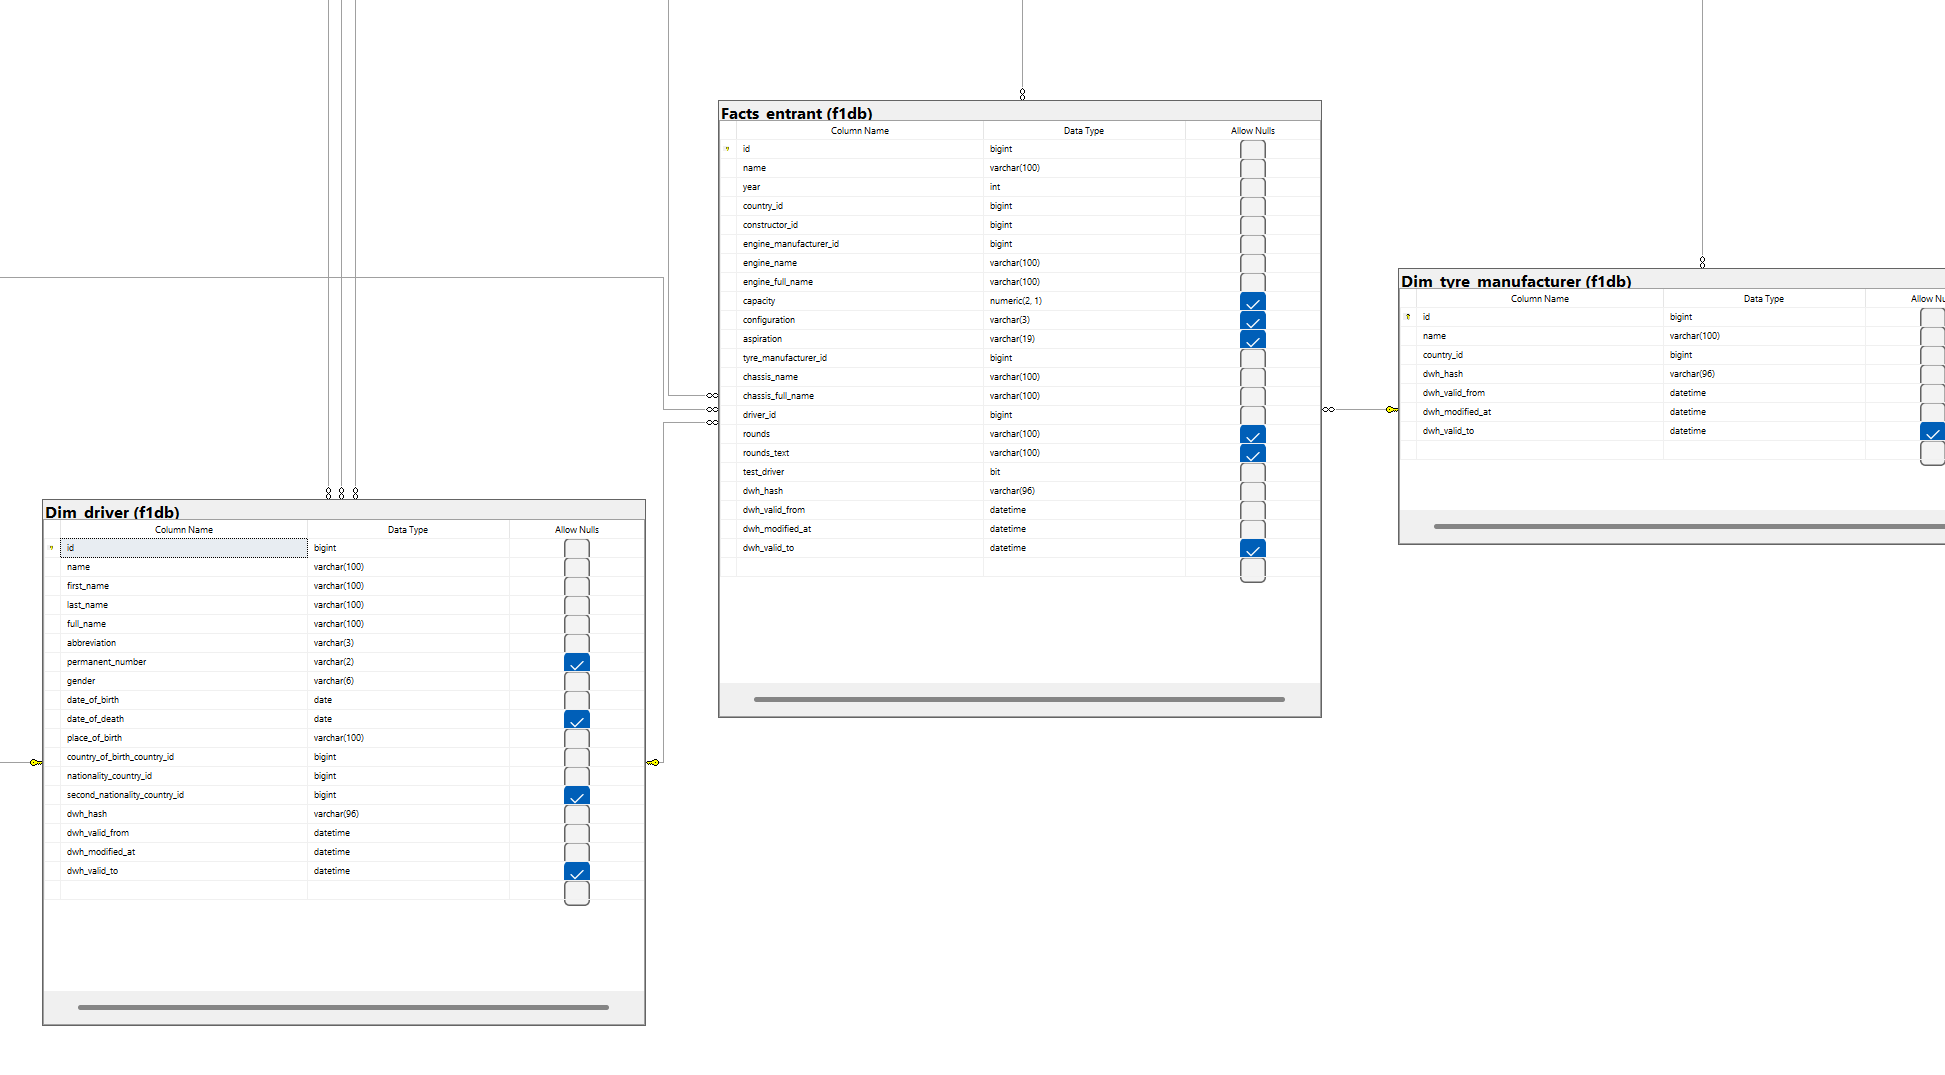 Facts_entrant (f1db)
Column Name Data Type Allow Nulls
id bigint
name varchar(100)
year int
country_id bigint
constructor_id bigint
engine_manufacturer_id bigint
engine_name varchar(100)
engine_full_name varchar(100)
capacity numeric(2, 1)
configuration varchar(3)
aspiration varchar(19)
tyre_manufacturer_id bigint
chassis_name varchar(100)
chassis_full_name varchar(100)
driver_id bigint
rounds varchar(100)
rounds_text varchar(100)
test_driver bit
dwh_hash varchar(96)
dwh_valid_from datetime
dwh_modified_at datetime
dwh_valid_to datetime
Dim_tyre_manufacturer (f1db)
Column Name Data Type Allow Nu
id bigint
name varchar(100)
country_id bigint
dwh_hash varchar(96)
dwh_valid_from datetime
dwh_modified_at datetime
dwh_valid_to datetime
Dim_driver (f1db)
Column Name Data Type Allow Nulls
id bigint
name varchar(100)
first_name varchar(100)
last_name varchar(100)
full_name varchar(100)
abbreviation varchar(3)
permanent_number varchar(2)
gender varchar(6)
date_of_birth date
date_of_death date
place_of_birth varchar(100)
country_of_birth_country_id bigint
nationality_country_id bigint
second_nationality_country_id bigint
dwh_hash varchar(96)
dwh_valid_from datetime
dwh_modified_at datetime
dwh_valid_to datetime